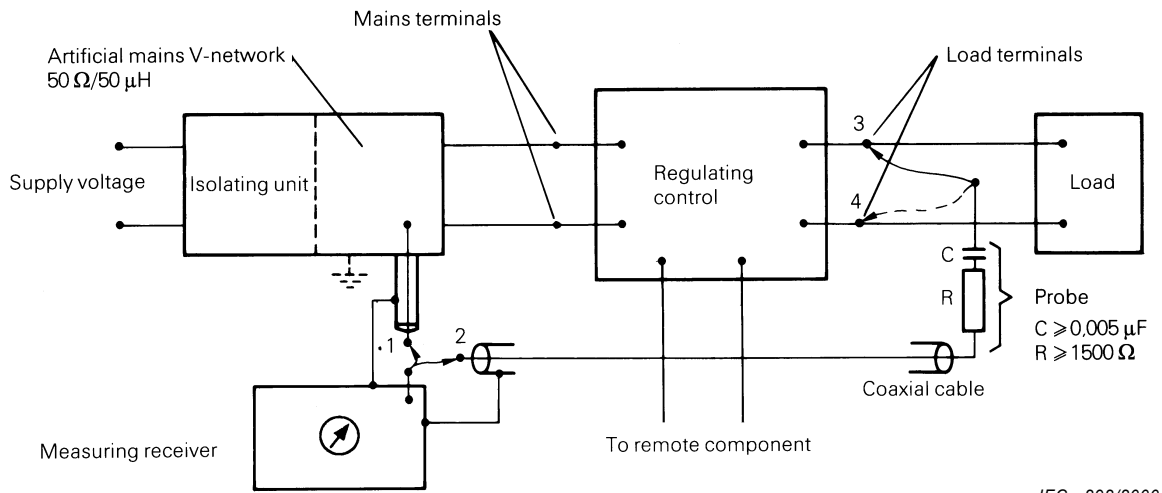 Mains terminals
Artificial mains V-network
50 Ω/50 µH
Load terminals
3
Supply voltage
Isolating unit
Regulating
control
Load
4
C
R
Probe
C ⩾ 0,005 µF
R ⩾ 1500 Ω
1
2
Coaxial cable
To remote component
Measuring receiver